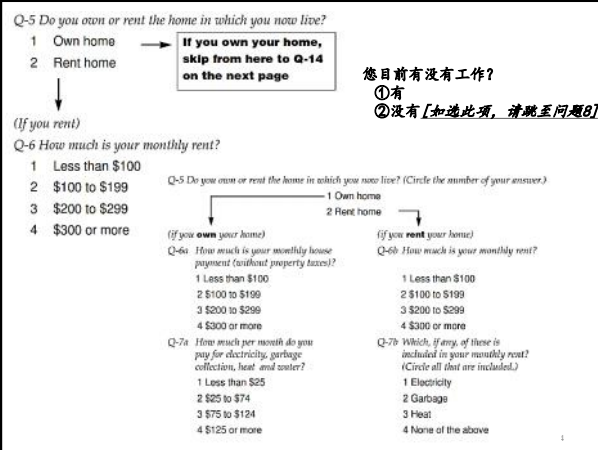 Q-5 Do you own or rent the home in which you now live?
1 Own home
2 Rent home
If you own your home,
skip from here to Q-14
on the next page
(If you rent)
Q-6 How much is your monthly rent?
1 Less than $100
2 $100 to $199
3 $200 to $299
4 $300 or more
您目前有没有工作？
①有
②没有[如选此项，请跳至问题8]
Q-5 Do you own or rent the home in which you now live? (Circle the number of your answer.)
1 Own home
2 Rent home
(if you own your home)
Q-6a How much is your monthly house
payment (without property taxes)?
1 Less than $100
2 $100 to $199
3 $200 to $299
4 $300 or more
Q-7a How much per month do you
pay for electricity, garbage
collection, heat and water?
1 Less than $25
2 $25 to $74
3 $75 to $124
4 $125 or more
(if you rent your home)
Q-6b How much is your monthly rent?
1 Less than $100
2 $100 to $199
3 $200 to $299
4 $300 or more
Q-7b Which, if any, of these is
included in your monthly rent?
(Circle all that are included.)
1 Electricity
2 Garbage
3 Heat
4 None of the above
1